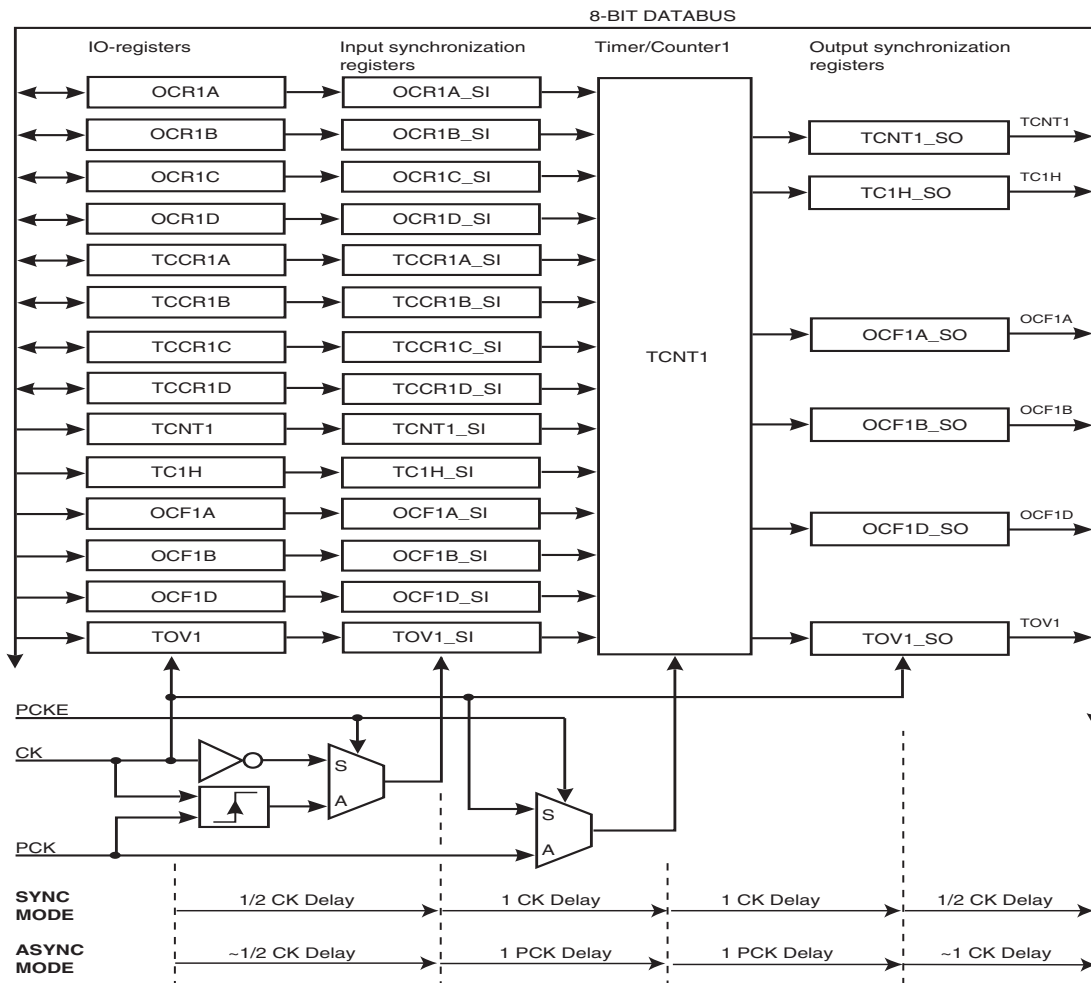 8-BIT DATABUS
IO-registers
Input synchronization
registers
Timer/Counter1
Output synchronization
registers
OCR1A
OCR1A_SI
OCR1B
OCR1B_SI
OCR1C
OCR1C_SI
OCR1D
OCR1D_SI
TCCR1A
TCCR1A_SI
TCCR1B
TCCR1B_SI
TCCR1C
TCCR1C_SI
TCCR1D
TCCR1D_SI
TCNT1
TCNT1_SI
TC1H
TC1H_SI
OCF1A
OCF1A_SI
OCF1B
OCF1B_SI
OCF1D
OCF1D_SI
TOV1
TOV1_SI
TCNT1
TCNT1_SO
TCNT1
TC1H_SO
TC1H
OCF1A_SO
OCF1A
OCF1B_SO
OCF1B
OCF1D_SO
OCF1D
TOV1_SO
TOV1
PCKE
CK
S
A
S
A
PCK
SYNC
MODE
1/2 CK Delay
1 CK Delay
1 CK Delay
1/2 CK Delay
ASYNC
MODE
~1/2 CK Delay
1 PCK Delay
1 PCK Delay
~1 CK Delay